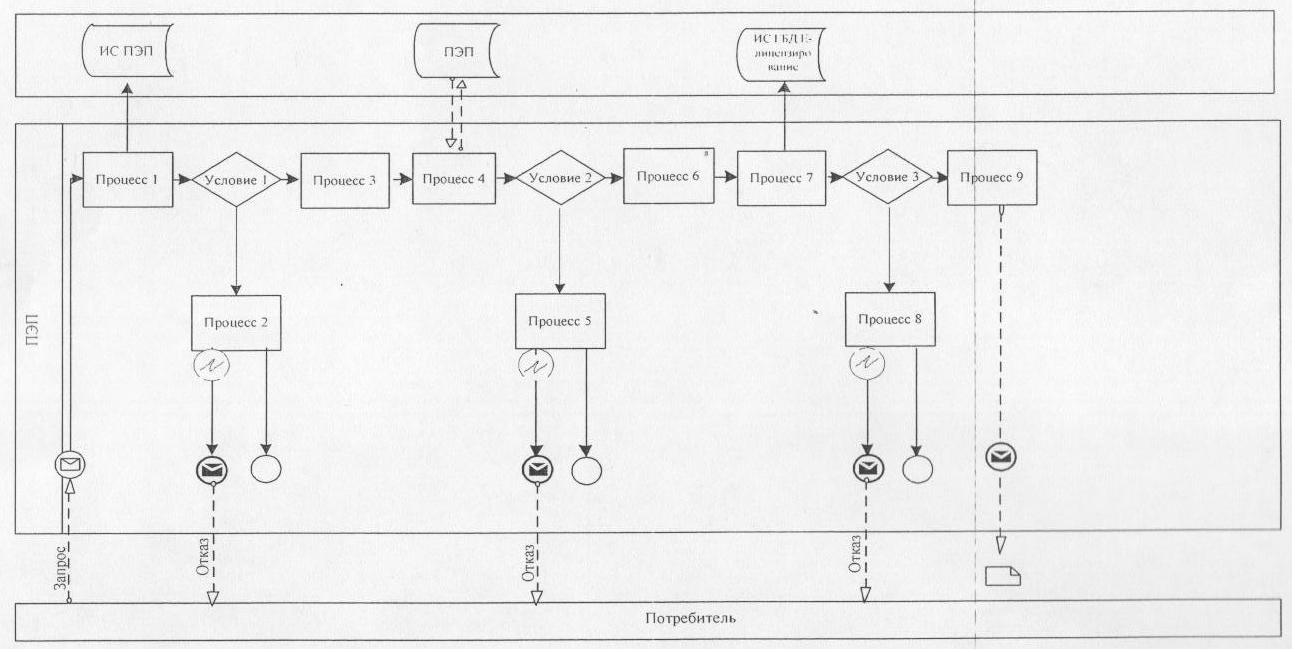 ИС ПЭП
ПЭП
ИС ГБД Е-
лицензиро
вание
Процесс 1
Условие 1
Процесс 3
Процесс 4
Условие 2
Процесс 6
Процесс 7
Условие 3
Процесс 9
Процесс 2
Процесс 5
Процесс 8
ПЭП
Запрос
Отказ
Отказ
Отказ
Потребитель